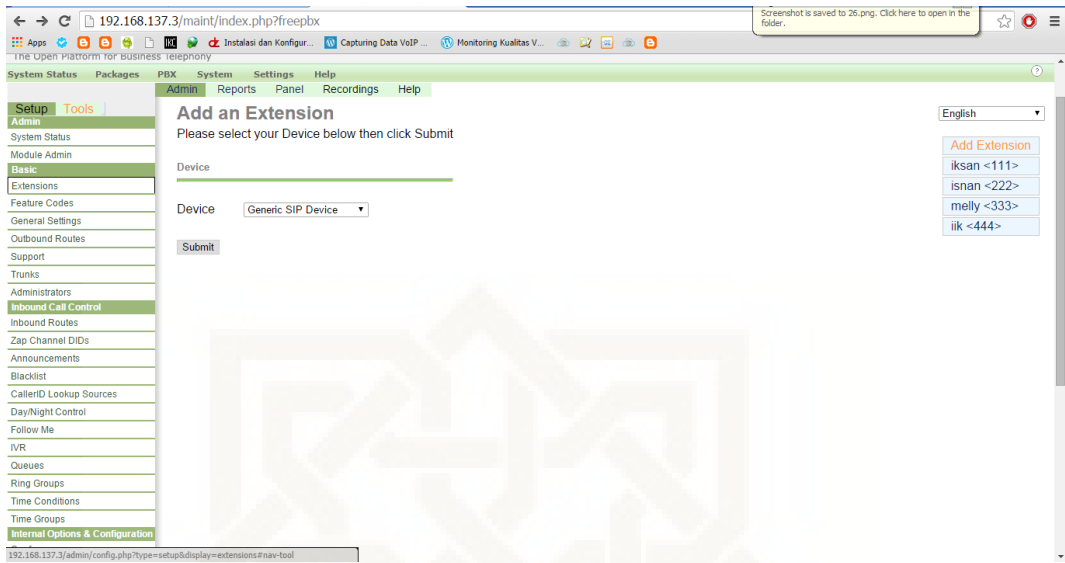 192.168.137.3/maint/index.php?freepbx
Screenshot is saved to 26.png. Click here to open in the folder.
Apps
IKC
Instalasi dan Konfigur...
Capturing Data VoIP ...
Monitoring Kualitas V...
The Open Platform for Business Telephony
System Status Packages PBX System Settings Help
Admin Reports Panel Recordings Help
Setup Tools
Admin
System Status
Module Admin
Basic
Extensions
Feature Codes
General Settings
Outbound Routes
Support
Trunks
Administrators
Inbound Call Control
Inbound Routes
Zap Channel DIDs
Announcements
Blacklist
CallerID Lookup Sources
Day/Night Control
Follow Me
IVR
Queues
Ring Groups
Time Conditions
Time Groups
Internal Options & Configuration
192.168.137.3/admin/config.php?type=setup&display=extensions#nav-tool
Add an Extension
Please select your Device below then click Submit
Device
Device Generic SIP Device
Submit
English
Add Extension
iksan <111>
isnan <222>
melly <333>
iik <444>